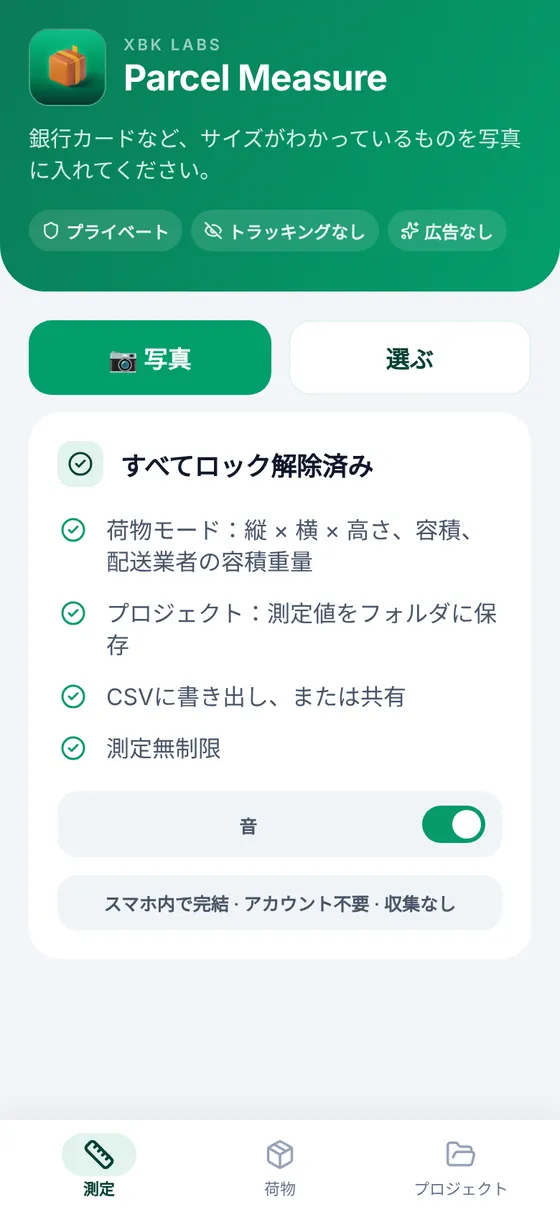 XBK LABS
Parcel Measure
銀行カードなど、サイズがわかっているものを写真
に入れてください。
プライベート
トラッキングなし
広告なし
写真
選ぶ
すべてロック解除済み
荷物モード：縦 × 横 × 高さ、容積、
配送業者の容積重量
プロジェクト：測定値をフォルダに保
存
CSVに書き出し、または共有
測定無制限
音
スマホ内で完結 · アカウント不要 · 収集なし
測定
荷物
プロジェクト